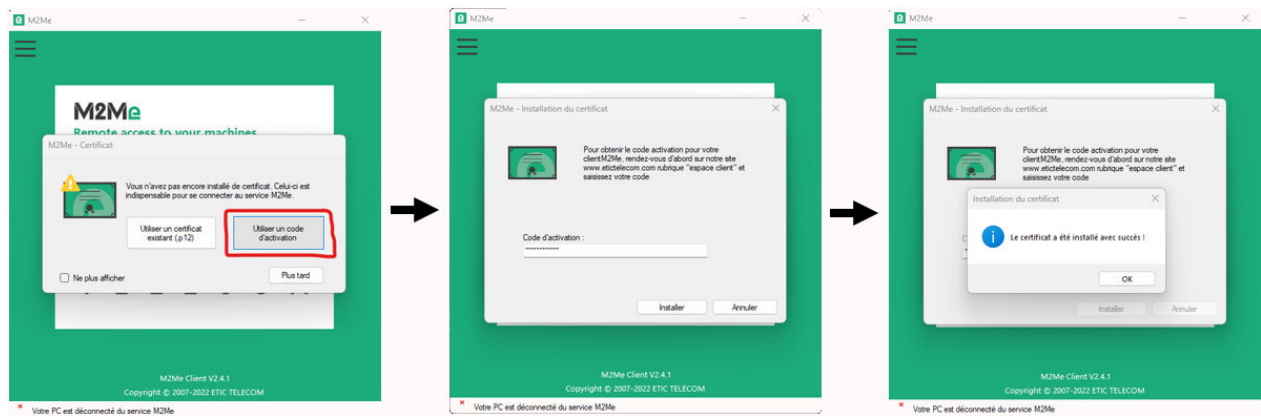 M2Me
M2Me
Remote access to your machines
M2Me - Certificat
Vous n'avez pas encore installé de certificat. Celui-ci est
indispensable pour se connecter au service M2Me.
Utiliser un certificat
existant (.p12)
Utiliser un code
d'activation
Ne plus afficher
Plus tard
M2Me Client V2.4.1
Copyright © 2007-2022 ETIC TELECOM
Votre PC est déconnecté du service M2Me
M2Me
M2Me - Installation du certificat
Pour obtenir le code activation pour votre
clientM2Me, rendez-vous d'abord sur notre site
www.etictelecom.com rubrique "espace client" et
saisissez votre code
Code d'activation :
************
Installer
Annuler
M2Me Client V2.4.1
Copyright © 2007-2022 ETIC TELECOM
Votre PC est déconnecté du service M2Me
M2Me
M2Me - Installation du certificat
Pour obtenir le code activation pour votre
clientM2Me, rendez-vous d'abord sur notre site
www.etictelecom.com rubrique "espace client" et
saisissez votre code
Installation du certificat
Le certificat a été installé avec succès !
OK
Installer
Annuler
M2Me Client V2.4.1
Copyright © 2007-2022 ETIC TELECOM
Votre PC est déconnecté du service M2Me